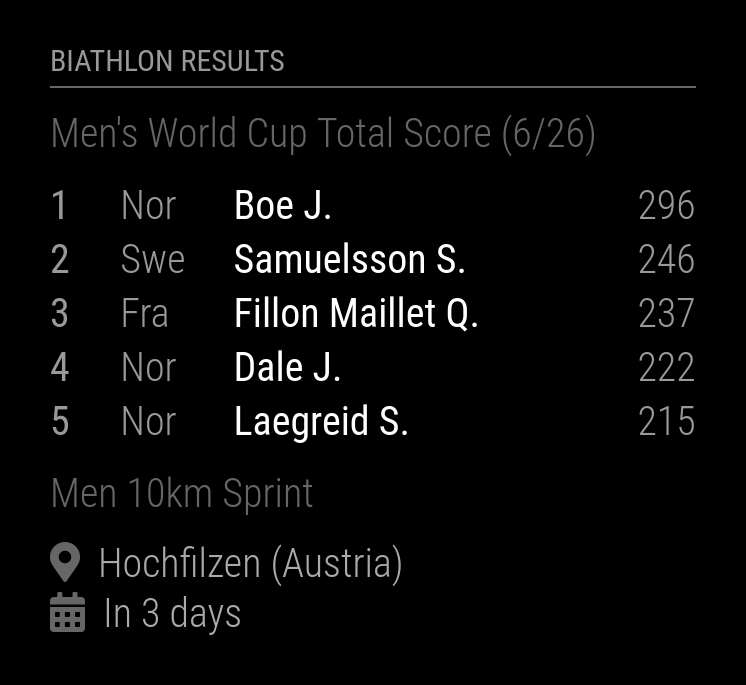 BIATHLON RESULTS
Men's World Cup Total Score (6/26)
1 Nor Boe J. 296
2 Swe Samuelsson S. 246
3 Fra Fillon Maillet Q. 237
4 Nor Dale J. 222
5 Nor Laegreid S. 215
Men 10km Sprint
Hochfilzen (Austria)
In 3 days